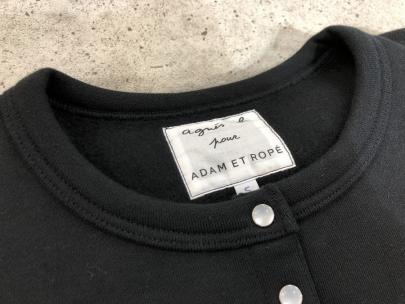 agnès b
pour
ADAM ET ROPÉ
S